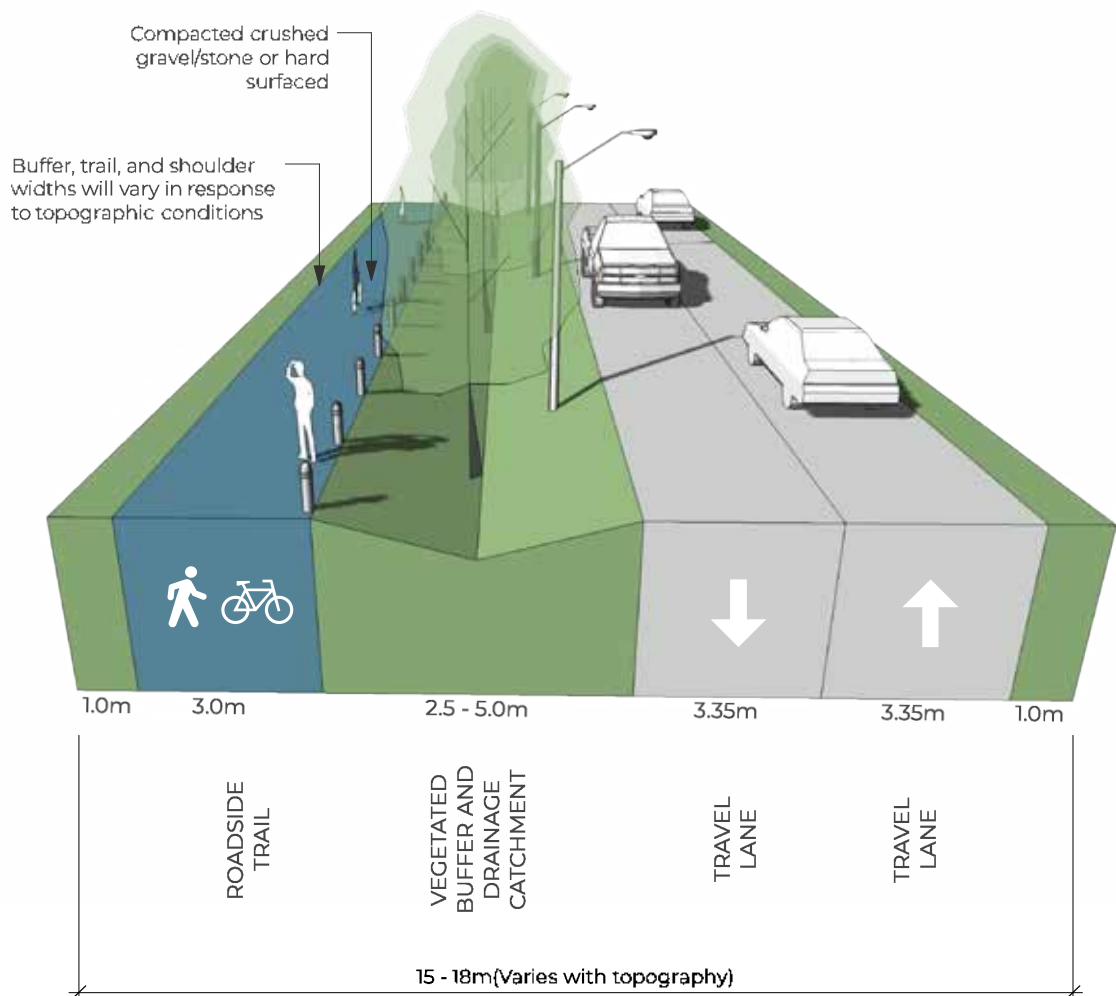 Compacted crushed
gravel/stone or hard
surfaced
Buffer, trail, and shoulder
widths will vary in response
to topographic conditions
1.0m
3.0m
2.5 - 5.0m
3.35m
3.35m
1.0m
ROADSIDE
TRAIL
VEGETATED
BUFFER AND
DRAINAGE
CATCHMENT
TRAVEL
LANE
TRAVEL
LANE
15 - 18m(Varies with topography)